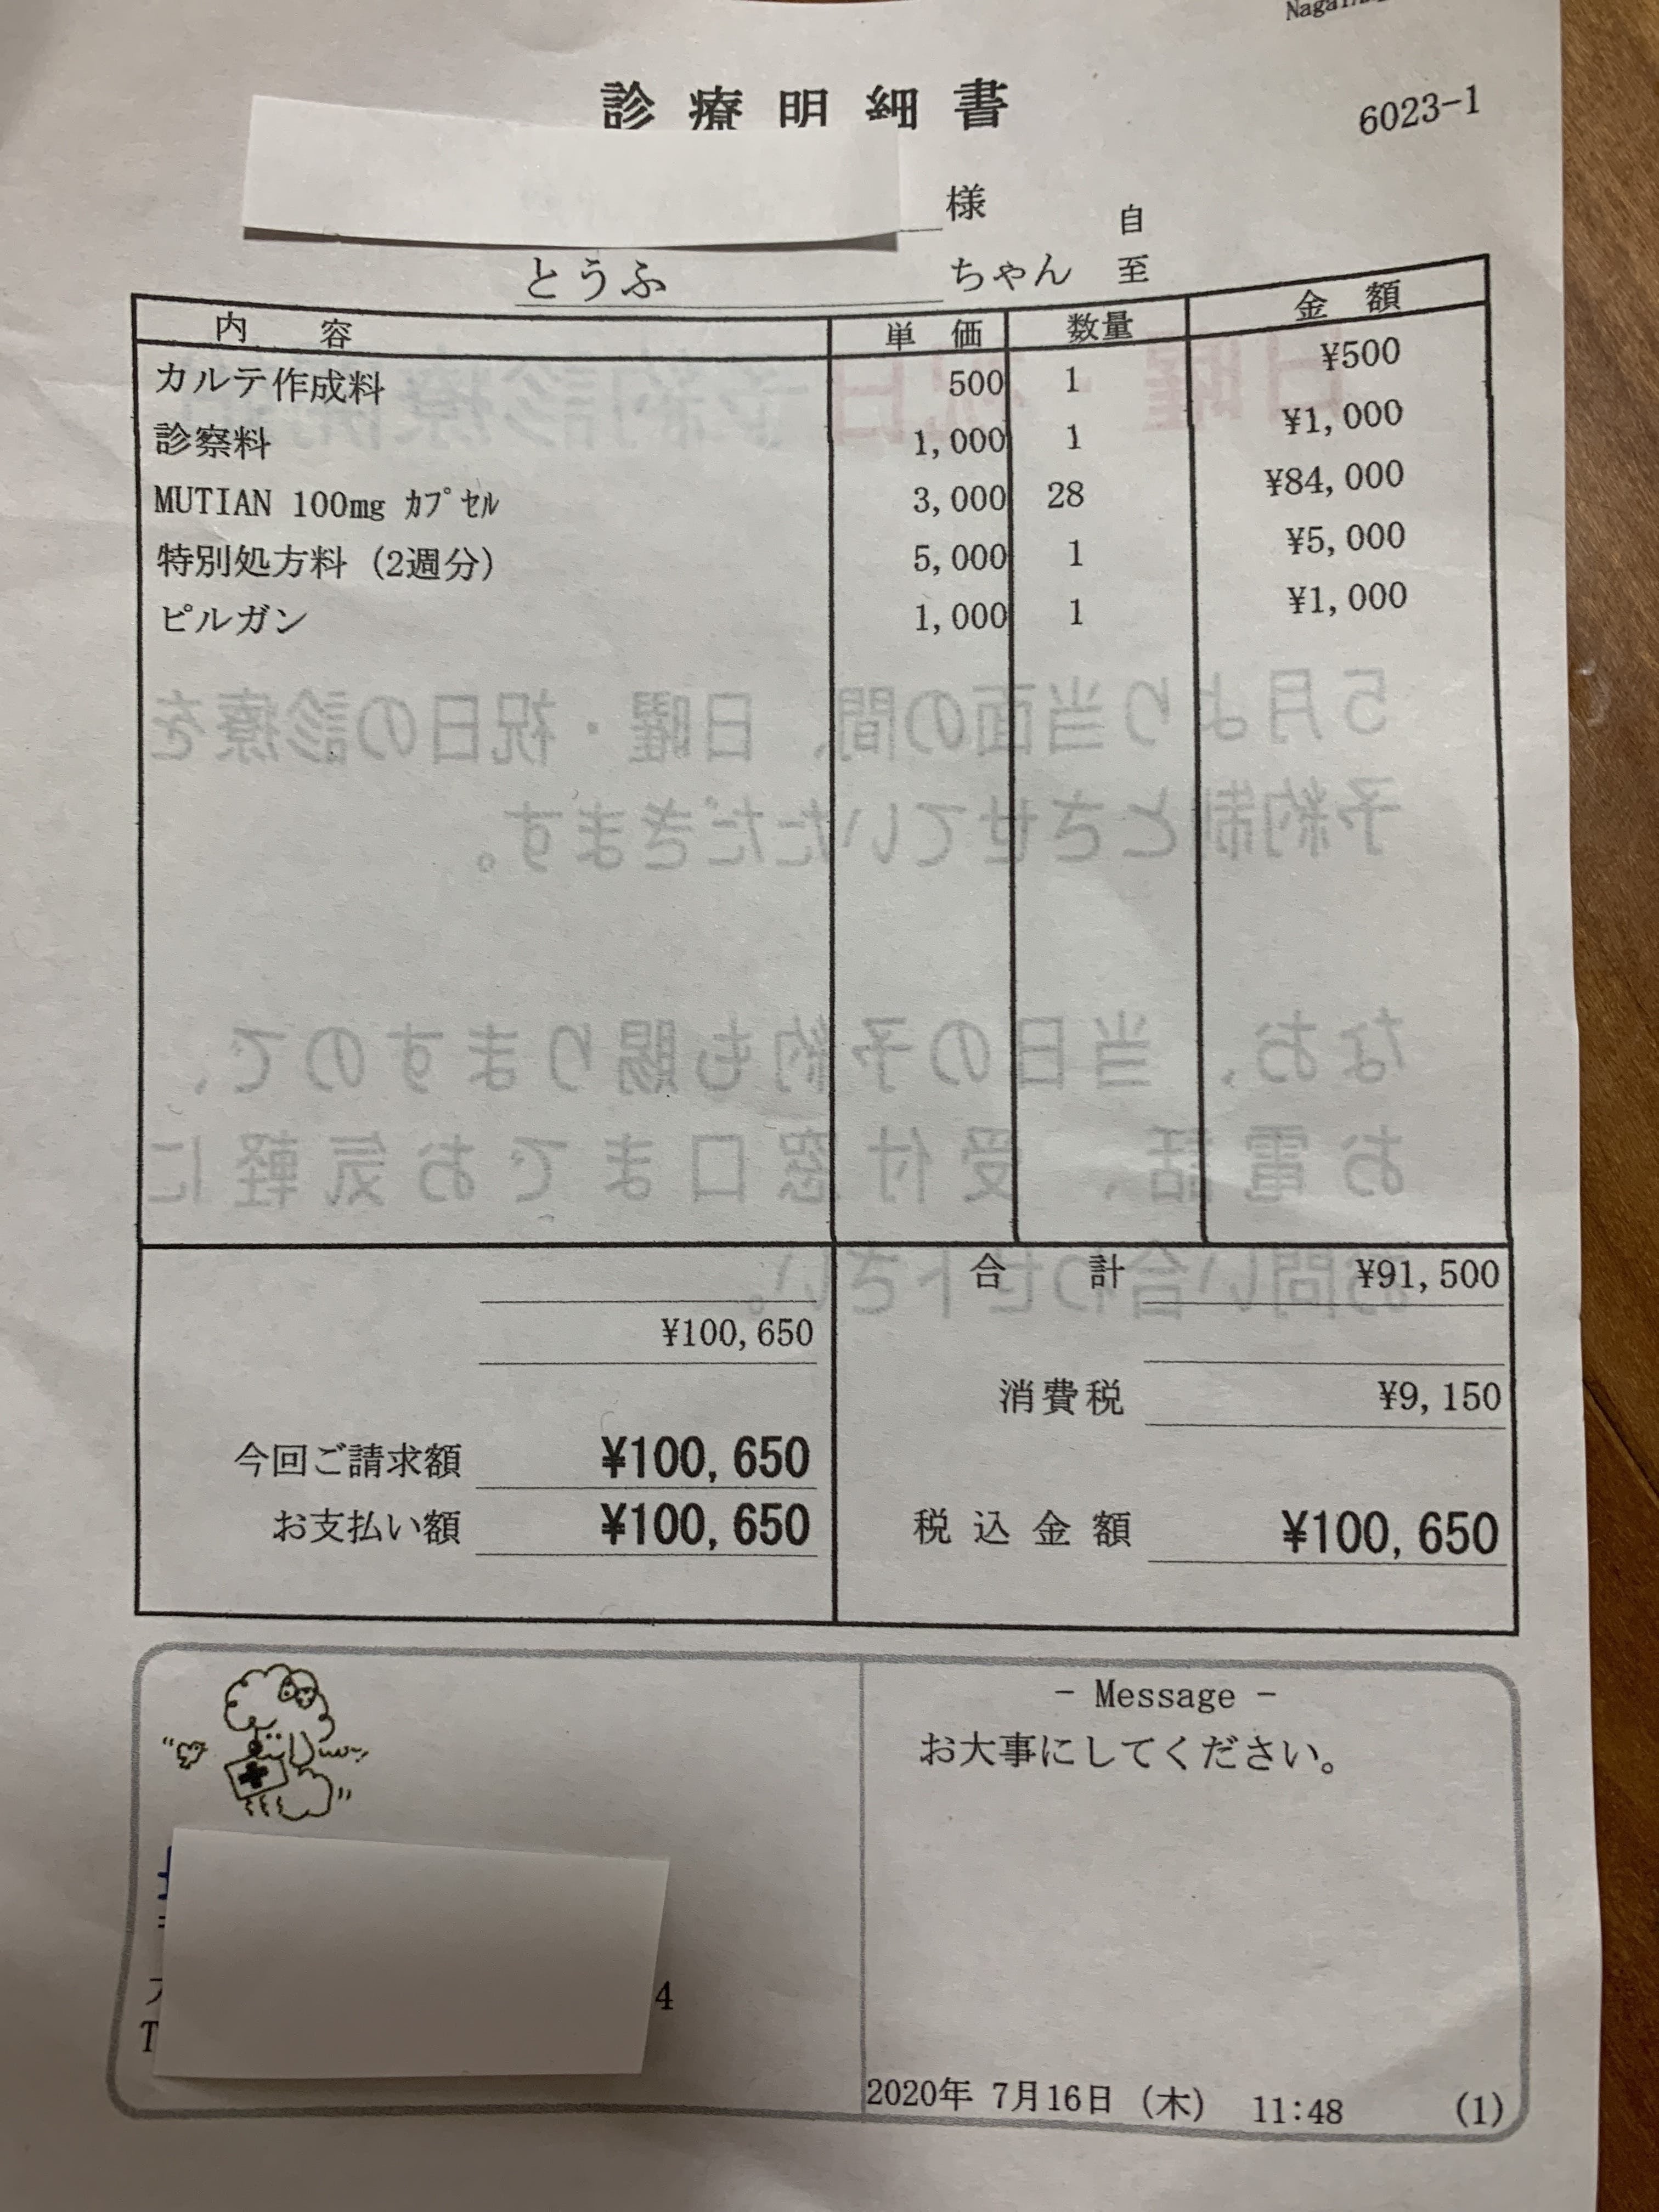 診療明細書
6023-1
様 自
とうふ ちゃん 至
内 容 単 価 数量 金 額
カルテ作成料 500 1 ¥500
診察料 1,000 1 ¥1,000
MUTIAN 100mg ｶﾌﾟｾﾙ 3,000 28 ¥84,000
特別処方料（2週分） 5,000 1 ¥5,000
ピルガン 1,000 1 ¥1,000
合 計 ¥91,500
¥100,650
消費税 ¥9,150
今回ご請求額 ¥100,650
お支払い額 ¥100,650
税込金額 ¥100,650
- Message -
お大事にしてください。
4
T
2020年 7月16日（木） 11:48 (1)
5月より当面の間、日曜・祝日の診療を
予約制とさせていただきます。
なお、当日の予約も賜りますので、
お電話、受付窓口までお気軽に
お問い合わせ下さい。